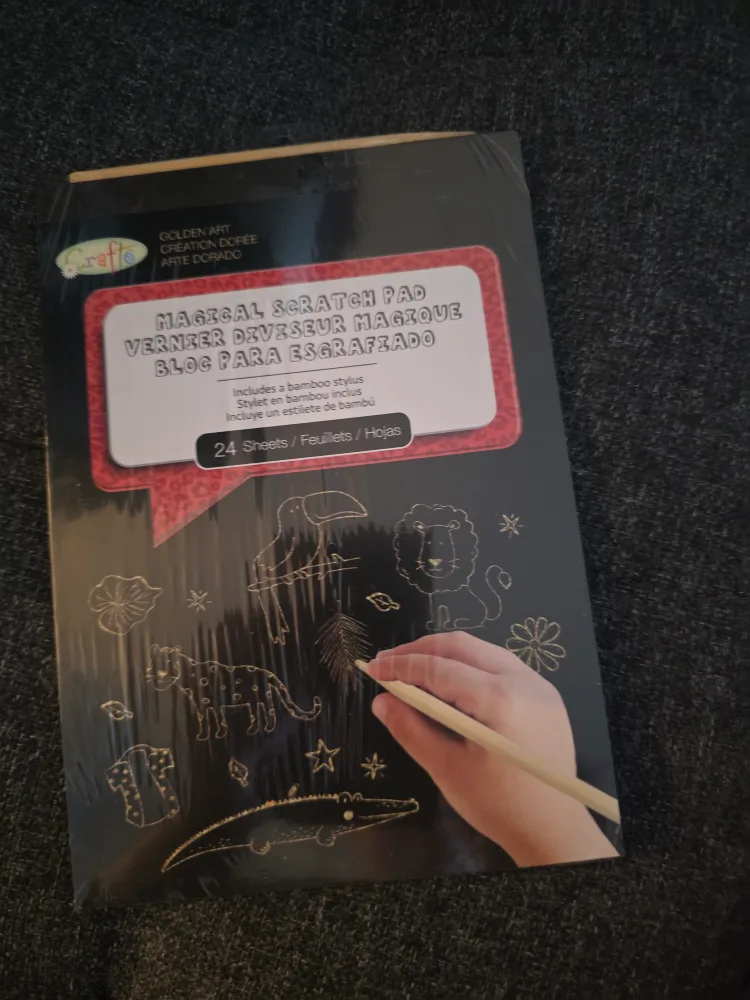 Crafts
GOLDEN ART
CRÉATION DORÉE
ARTE DORADO
MAGICAL SCRATCH PAD
VERNIER DIVISEUR MAGIQUE
BLOC PARA ESGRAFIADO
Includes a bamboo stylus
Stylet en bambou inclus
Incluye un estilete de bambú
24 Sheets / Feuillets / Hojas